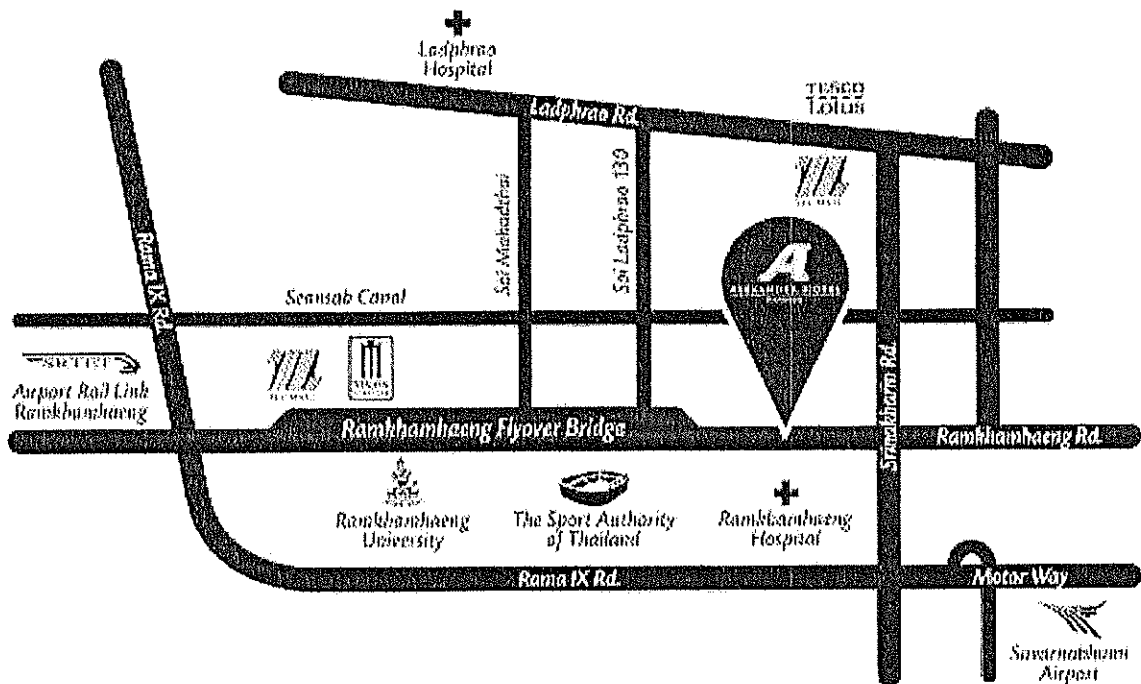 Ladphrao
Hospital
TESCO
Lotus
Ladphrao Rd.
Soi Mahadthai
Soi Ladphrao 130
Rama IX Rd.
Seansab Canal
A
Airport Rail Link
Ramkhamhaeng
Srinakharin Rd.
Ramkhamhaeng Flyover Bridge
Ramkhamhaeng Rd.
Ramkhamhaeng
University
The Sport Authority
of Thailand
Ramkhamhaeng
Hospital
Rama IX Rd.
Motor Way
Suvarnabhumi
Airport